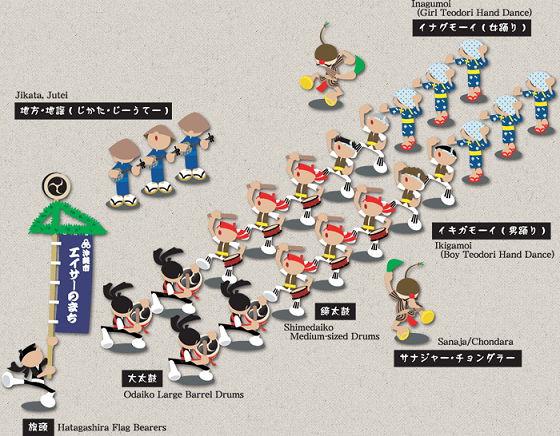 Inagumoi
(Girl Teodori Hand Dance)
イナグモーイ(女踊り)
Jikata, Jutei
地方・地謡(じかた・じーうてー)
沖縄市
エイサーのまち
イキガモーイ(男踊り)
Ikigamoi
(Boy Teodori Hand Dance)
締太鼓
Shimedaiko
Medium-sized Drums
Sanaja/Chondara
サナジャー・チョンダラー
大太鼓
Odaiko Large Barrel Drums
旗頭 Hatagashira Flag Bearers